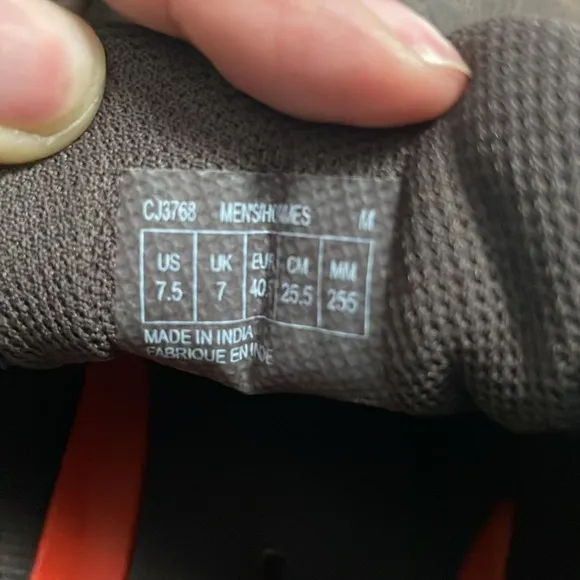 CJ3768 MEN'S/HOMMES M
US UK EUR CM MM
7.5 7 40.5 25.5 255
MADE IN INDIA
FABRIQUE EN INDE